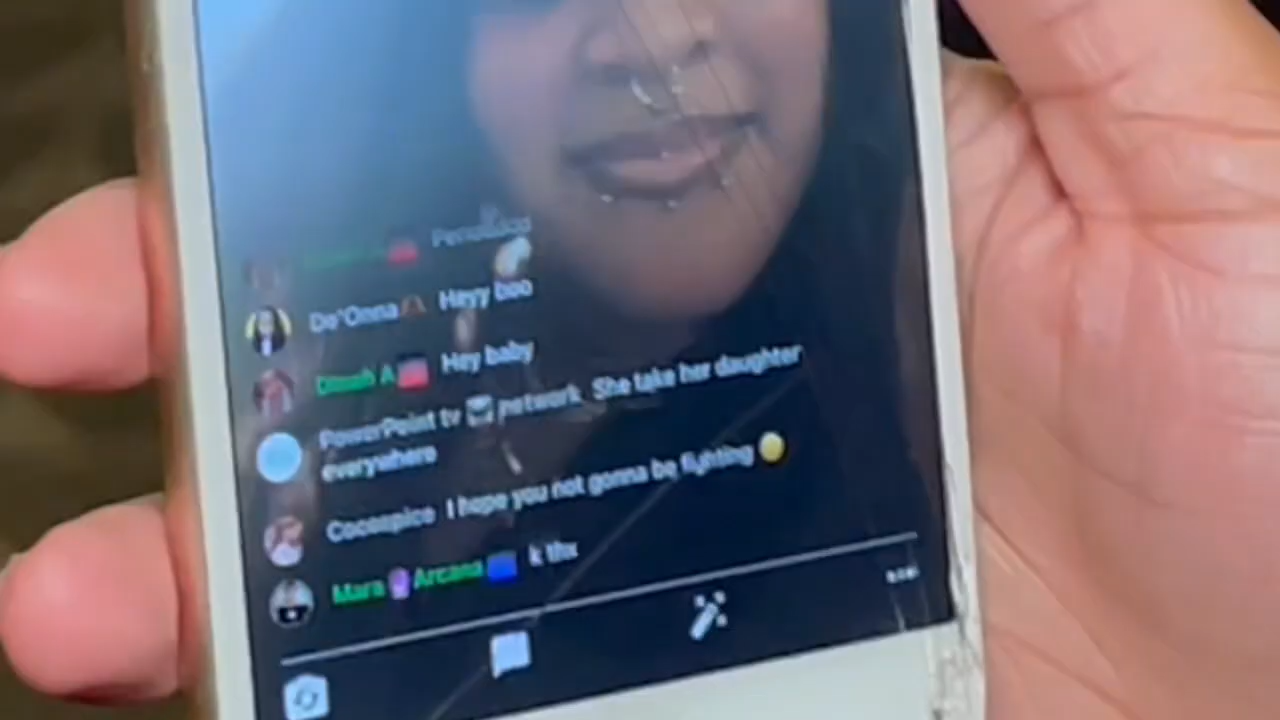 De'Onna Heyy boo
Dinah A Hey baby
PowerPoint tv network She take her daughter
everywhere
Cocospice I hope you not gonna be fighting
Mara Arcana k thx